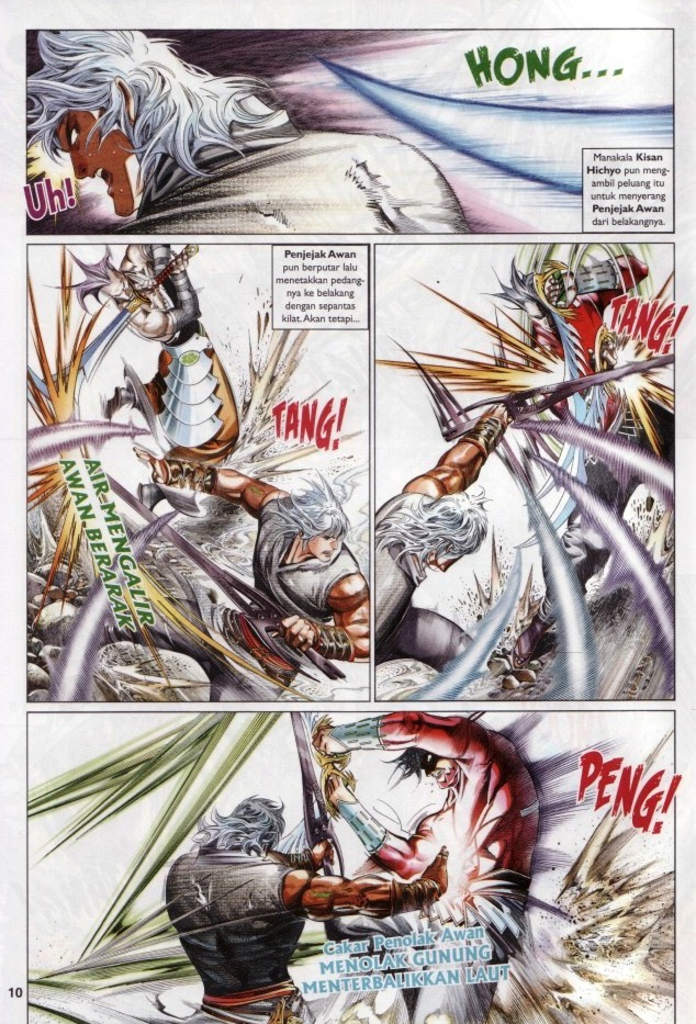 HONG...
Uh!
Manakala Kisan
Hichyo pun meng-
ambil peluang itu
untuk menyerang
Penjejak Awan
dari belakangnya.
Penjejak Awan
pun berputar lalu
menetakkan pedang-
nya ke belakang
dengan sepantas
kilat. Akan tetapi...
TANG!
AIR MENGALIR
AWAN BERARAK
TANG!
PENG!
Cakar Penolak Awan
MENOLAK GUNUNG
MENTERBALIKKAN LAUT
10